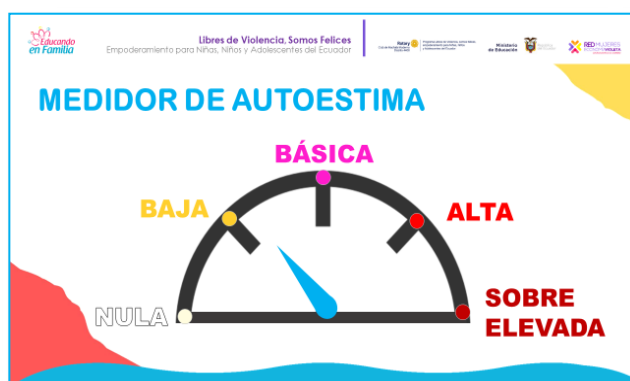 Educando
en Familia
Libres de Violencia, Somos Felices
Empoderamiento para Niñas, Niños y Adolescentes del Ecuador
Rotary
Ministerio
de Educación
RED MUJERES
MEDIDOR DE AUTOESTIMA
BÁSICA
BAJA
ALTA
NULA
SOBRE
ELEVADA